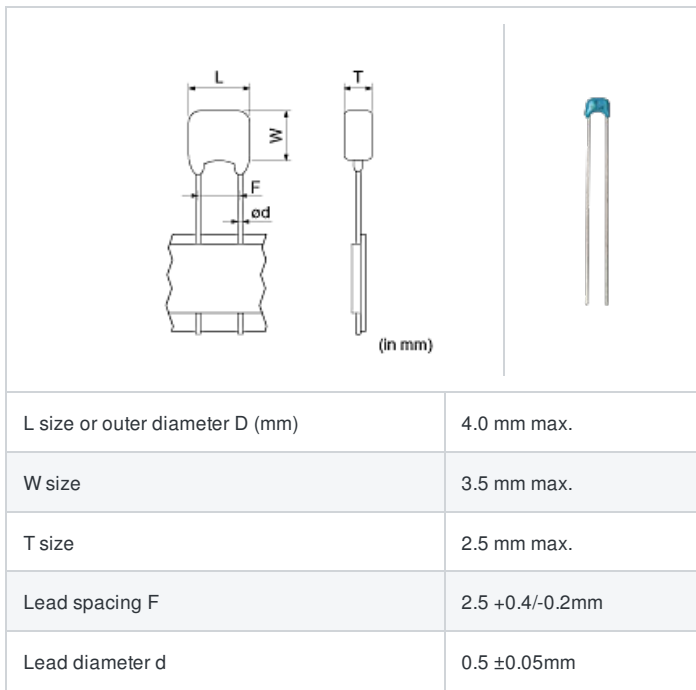 L
T
W
F
ød
(in mm)
L size or outer diameter D (mm) 4.0 mm max.
W size 3.5 mm max.
T size 2.5 mm max.
Lead spacing F 2.5 +0.4/-0.2mm
Lead diameter d 0.5 ±0.05mm